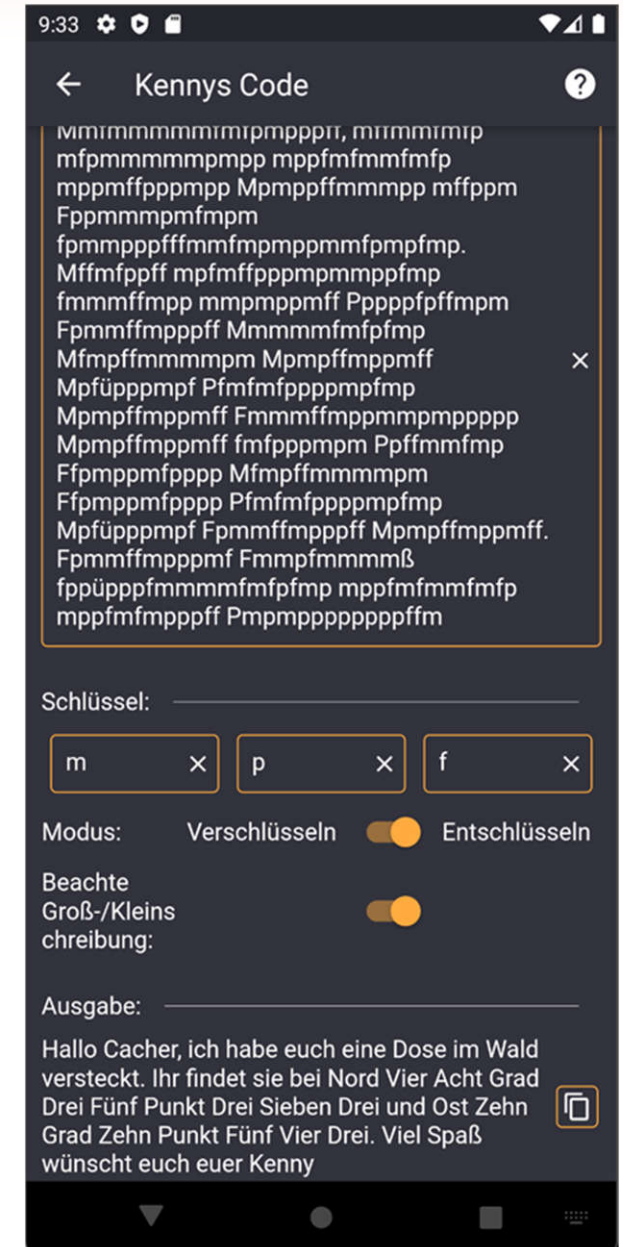 9:33
Kennys Code
Mmfmmmmmfmfpmpppff, mffmmfmfp
mfpmmmmmpmpp mppfmfmmfmfp
mppmffpppmpp Mpmppffmmmpp mffppm
Fppmmmpmfmpm
fpmmpppfffmmfmpmppmmfpmpfmp.
Mffmfppff mpfmffpppmpmmppfmp
fmmmffmpp mmpmppmff Pppppfpffmpm
Fpmmffmpppff Mmmmmfmfpfmp
Mfmpffmmmmpm Mpmpffmppmff
Mpfüpppmpf Pfmfmfppppmpfmp
Mpmpffmppmff Fmmmffmppmmpmppppp
Mpmpffmppmff fmfpppmpm Ppffmmfmp
Ffpmppmfpppp Mfmpffmmmmpm
Ffpmppmfpppp Pfmfmfppppmpfmp
Mpfüpppmpf Fpmmffmpppff Mpmpffmppmff.
Fpmmffmpppmf Fmmpfmmmmß
fppüpppfmmmmfmfpfmp mppfmfmmfmfp
mppfmfmpppff Pmpmppppppppffm
Schlüssel:
m p f
Modus: Verschlüsseln Entschlüsseln
Beachte
Groß-/Kleins
chreibung:
Ausgabe:
Hallo Cacher, ich habe euch eine Dose im Wald
versteckt. Ihr findet sie bei Nord Vier Acht Grad
Drei Fünf Punkt Drei Sieben Drei und Ost Zehn
Grad Zehn Punkt Fünf Vier Drei. Viel Spaß
wünscht euch euer Kenny